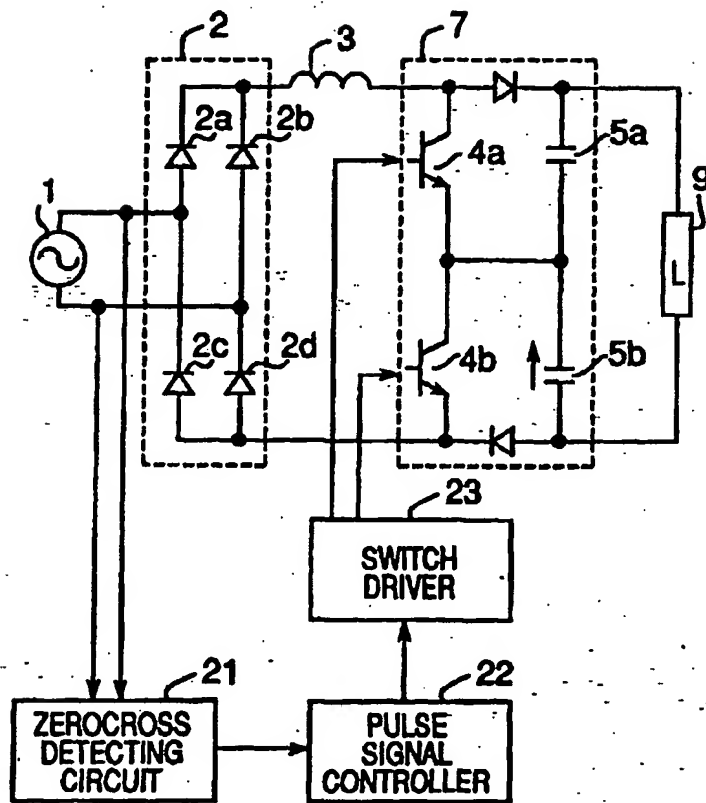 2
3
7
2a
2b
4a
5a
1
9
L
2c
2d
4b
5b
23
SWITCH
DRIVER
21
22
ZEROCROSS
DETECTING
CIRCUIT
PULSE
SIGNAL
CONTROLLER